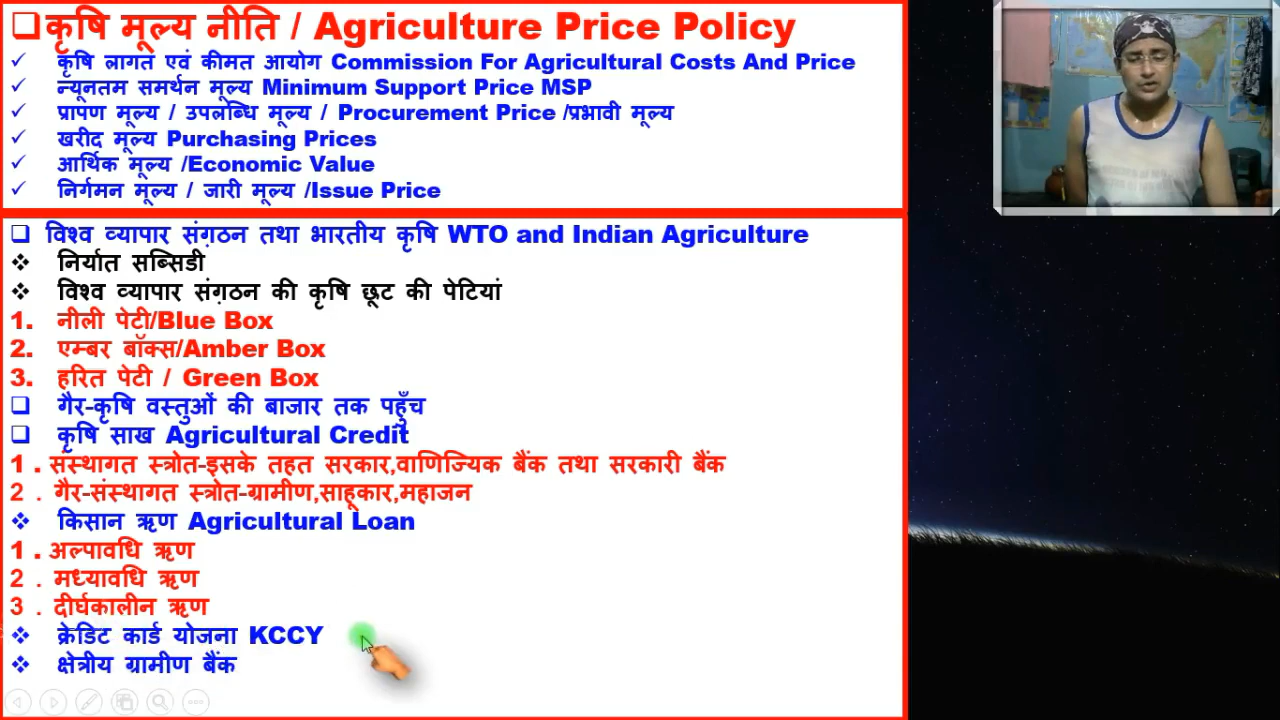 ❑कृषि मूल्य नीति / Agriculture Price Policy
✓ कृषि लागत एवं कीमत आयोग Commission For Agricultural Costs And Price
✓ न्यूनतम समर्थन मूल्य Minimum Support Price MSP
✓ प्रापण मूल्य / उपलब्धि मूल्य / Procurement Price /प्रभावी मूल्य
✓ खरीद मूल्य Purchasing Prices
✓ आर्थिक मूल्य /Economic Value
✓ निर्गमन मूल्य / जारी मूल्य /Issue Price
❑ विश्व व्यापार संग़ठन तथा भारतीय कृषि WTO and Indian Agriculture
❖ निर्यात सब्सिडी
❖ विश्व व्यापार संग़ठन की कृषि छूट की पेटियां
1. नीली पेटी/Blue Box
2. एम्बर बॉक्स/Amber Box
3. हरित पेटी / Green Box
❑ गैर-कृषि वस्तुओं की बाजार तक पहुँच
❑ कृषि साख Agricultural Credit
1 . संस्थागत स्त्रोत-इसके तहत सरकार,वाणिज्यिक बैंक तथा सरकारी बैंक
2 . गैर-संस्थागत स्त्रोत-ग्रामीण,साहूकार,महाजन
❖ किसान ऋण Agricultural Loan
1 . अल्पावधि ऋण
2 . मध्यावधि ऋण
3 . दीर्घकालीन ऋण
❖ क्रेडिट कार्ड योजना KCCY
❖ क्षेत्रीय ग्रामीण बैंक